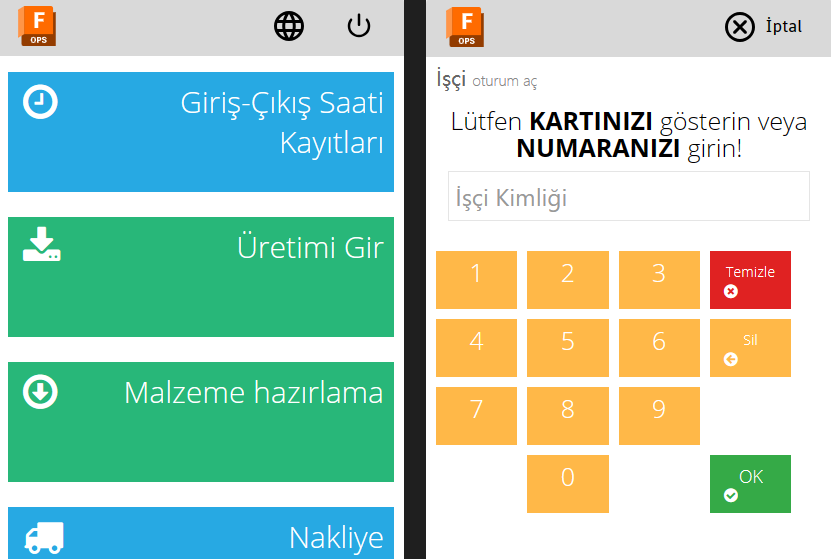 F
OPS
Giriş-Çıkış Saati
Kayıtları
Üretimi Gir
Malzeme hazırlama
Nakliye
F
OPS
İptal
İşçi oturum aç
Lütfen KARTINIZI gösterin veya
NUMARANIZI girin!
İşçi Kimliği
1 2 3 Temizle
4 5 6 Sil
7 8 9
0 OK